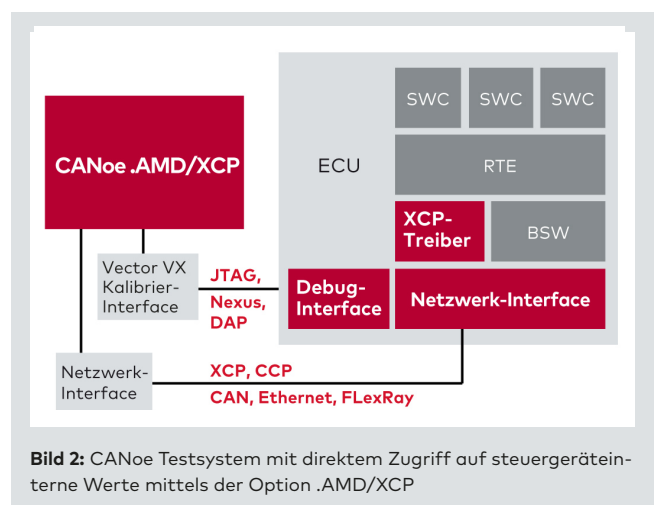 SWC SWC SWC
CANoe .AMD/XCP
ECU
RTE
XCP-
Treiber
BSW
Vector VX
Kalibrier-
Interface
JTAG,
Nexus,
DAP
Debug-
Interface
Netzwerk-Interface
Netzwerk-
Interface
XCP, CCP
CAN, Ethernet, FLexRay
Bild 2: CANoe Testsystem mit direktem Zugriff auf steuergeräteein-
terne Werte mittels der Option .AMD/XCP